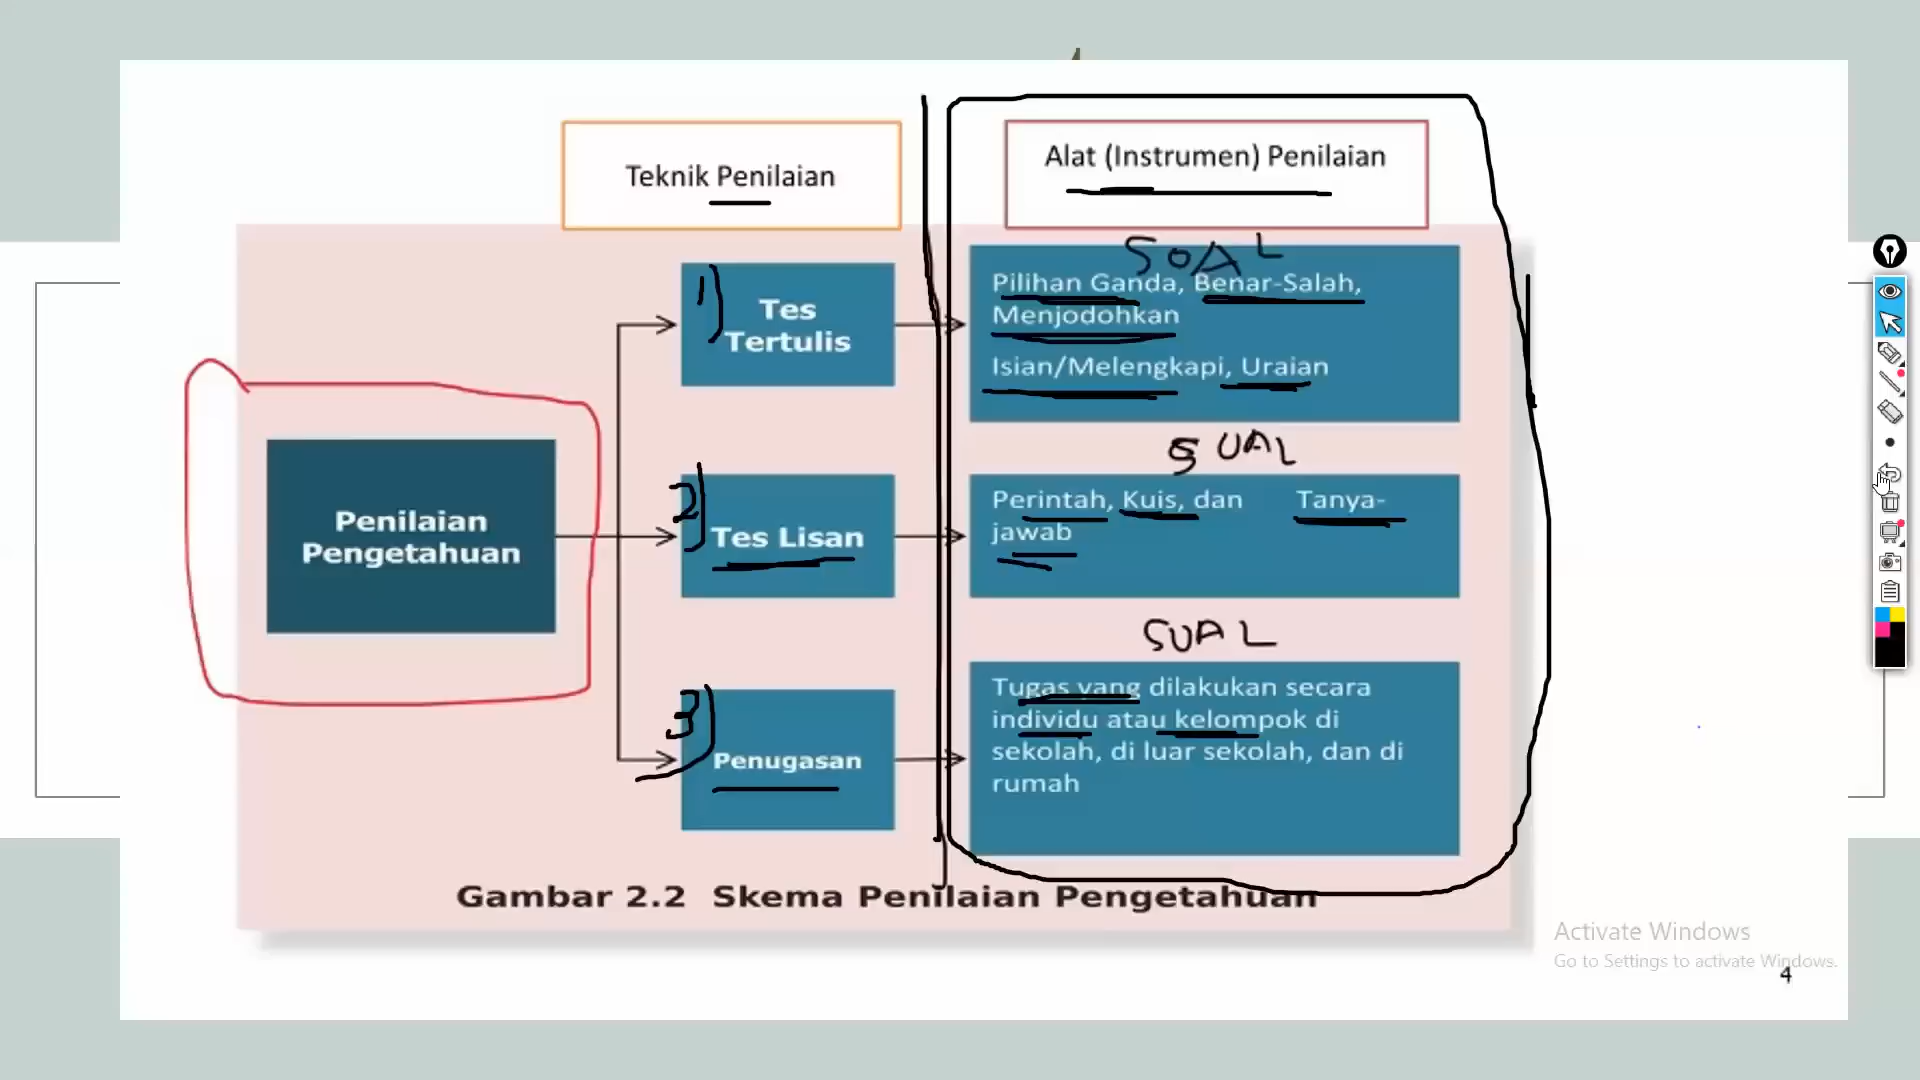 Teknik Penilaian
Alat (Instrumen) Penilaian
SOAL
1)
Tes
Tertulis
Pilihan Ganda, Benar-Salah,
Menjodohkan
Isian/Melengkapi, Uraian
Penilaian
Pengetahuan
SUAL
2)
Tes Lisan
Perintah, Kuis, dan Tanya-
jawab
SUAL
3)
Penugasan
Tugas yang dilakukan secara
individu atau kelompok di
sekolah, di luar sekolah, dan di
rumah
Gambar 2.2 Skema Penilaian Pengetahuan
Activate Windows
Go to Settings to activate Windows.
4